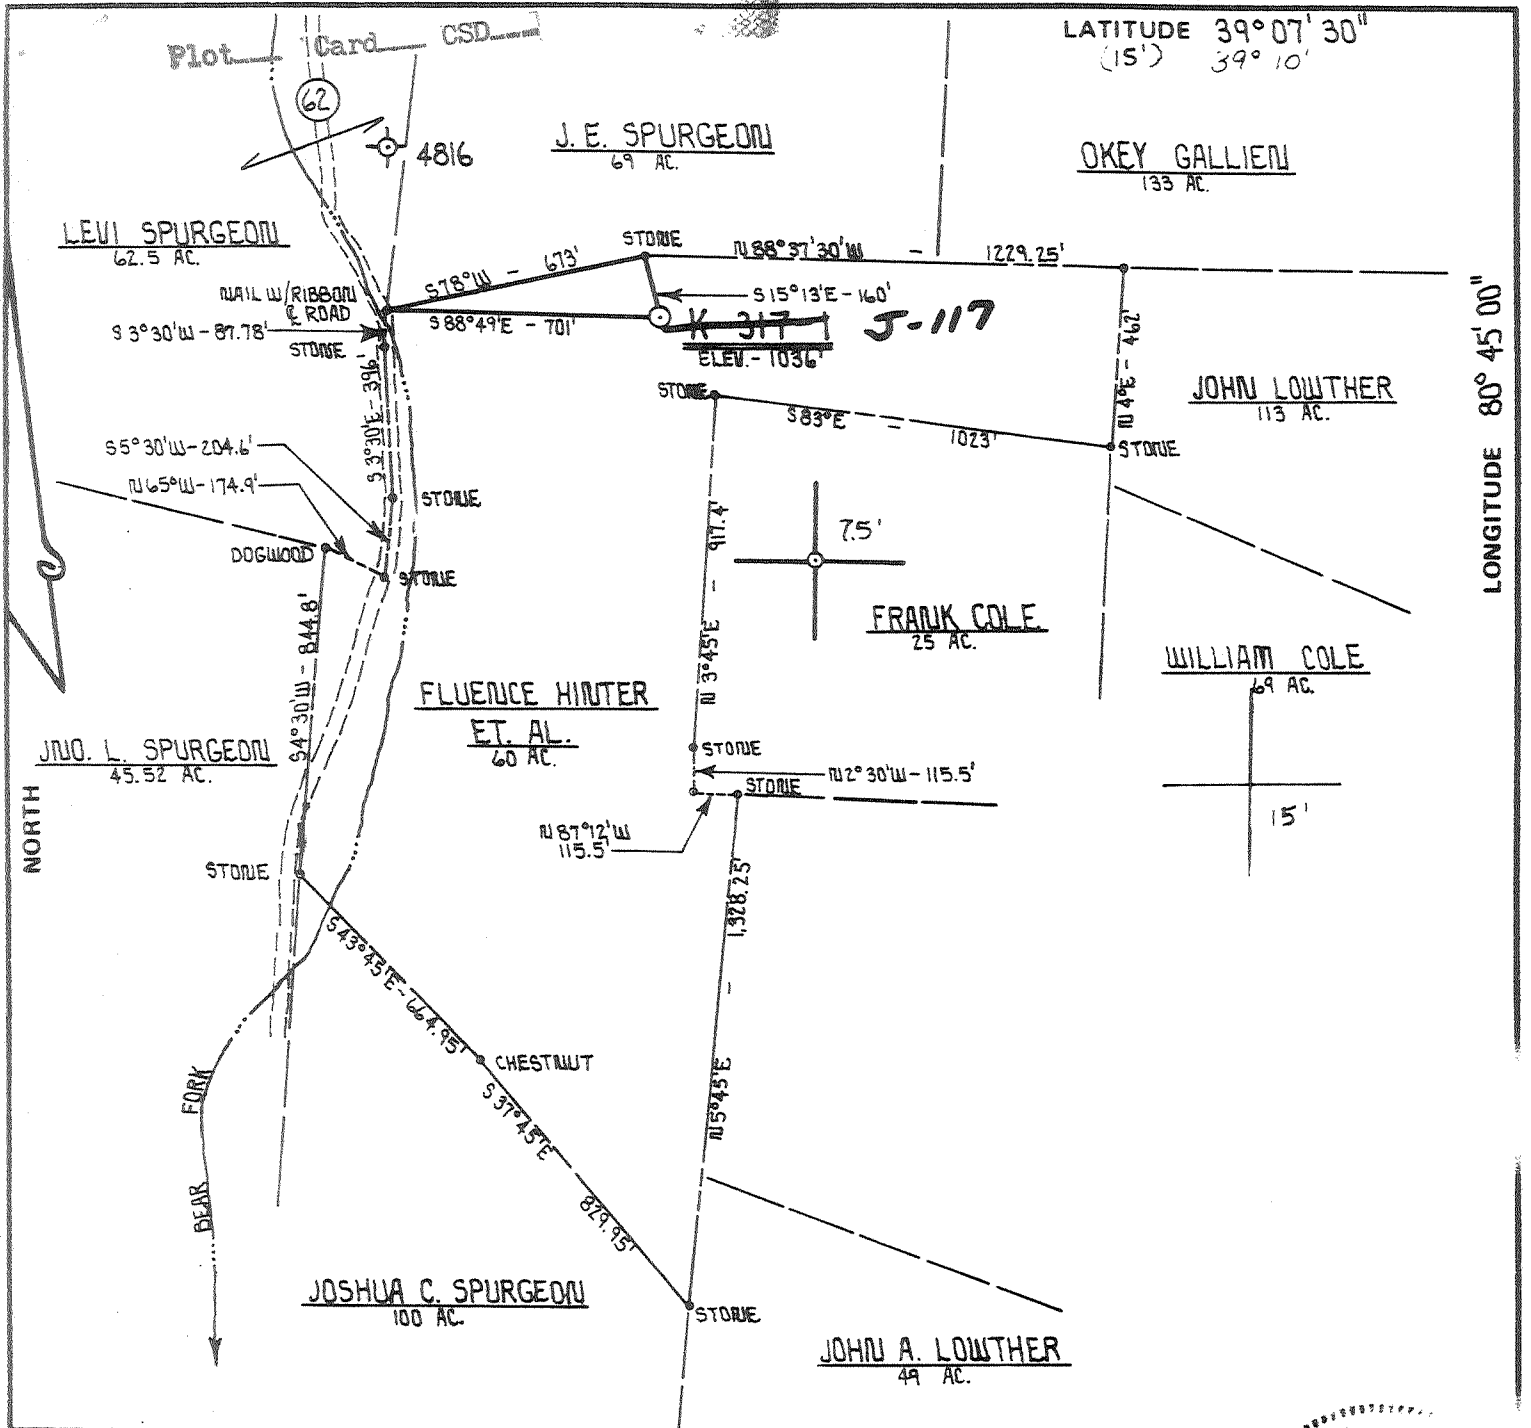 Plot Card CSD
LATITUDE 39° 07' 30"
(15') 39° 10'
62
4816
J. E. SPURGEON
69 AC.
OKEY GALLIEN
133 AC.
LEVI SPURGEON
62.5 AC.
STONE
N 88° 37' 30" W - 1229.25'
S 78° W - 673'
NAIL W/RIBBON
℄ ROAD
S 15° 13' E - 160'
S 88° 49' E - 701'
K 317-1 J-117
ELEV. - 1036'
S 3° 30' W - 87.78'
STONE
S 3° 30' E - 396'
N 4° E - 462'
LONGITUDE 80° 45' 00"
JOHN LOWTHER
113 AC.
STONE
S 83° E - 1023'
STONE
S 5° 30' W - 204.6'
N 65° W - 174.9'
STONE
DOGWOOD
STONE
N 3° 45' E - 917.4'
7.5'
FRANK COLE
25 AC.
S 4° 30' W - 844.8'
WILLIAM COLE
69 AC.
FLUENCE HINTER
ET. AL.
60 AC.
JNO. L. SPURGEON
45.52 AC.
STONE
N 2° 30' W - 115.5'
STONE
15'
NORTH
N 87° 12' W
115.5'
STONE
S 43° 45' E - 664.95'
N 5° 45' E - 1,328.25'
CHESTNUT
S 37° 45' E 829.95'
BEAR FORK
JOSHUA C. SPURGEON
100 AC.
STONE
JOHN A. LOWTHER
49 AC.